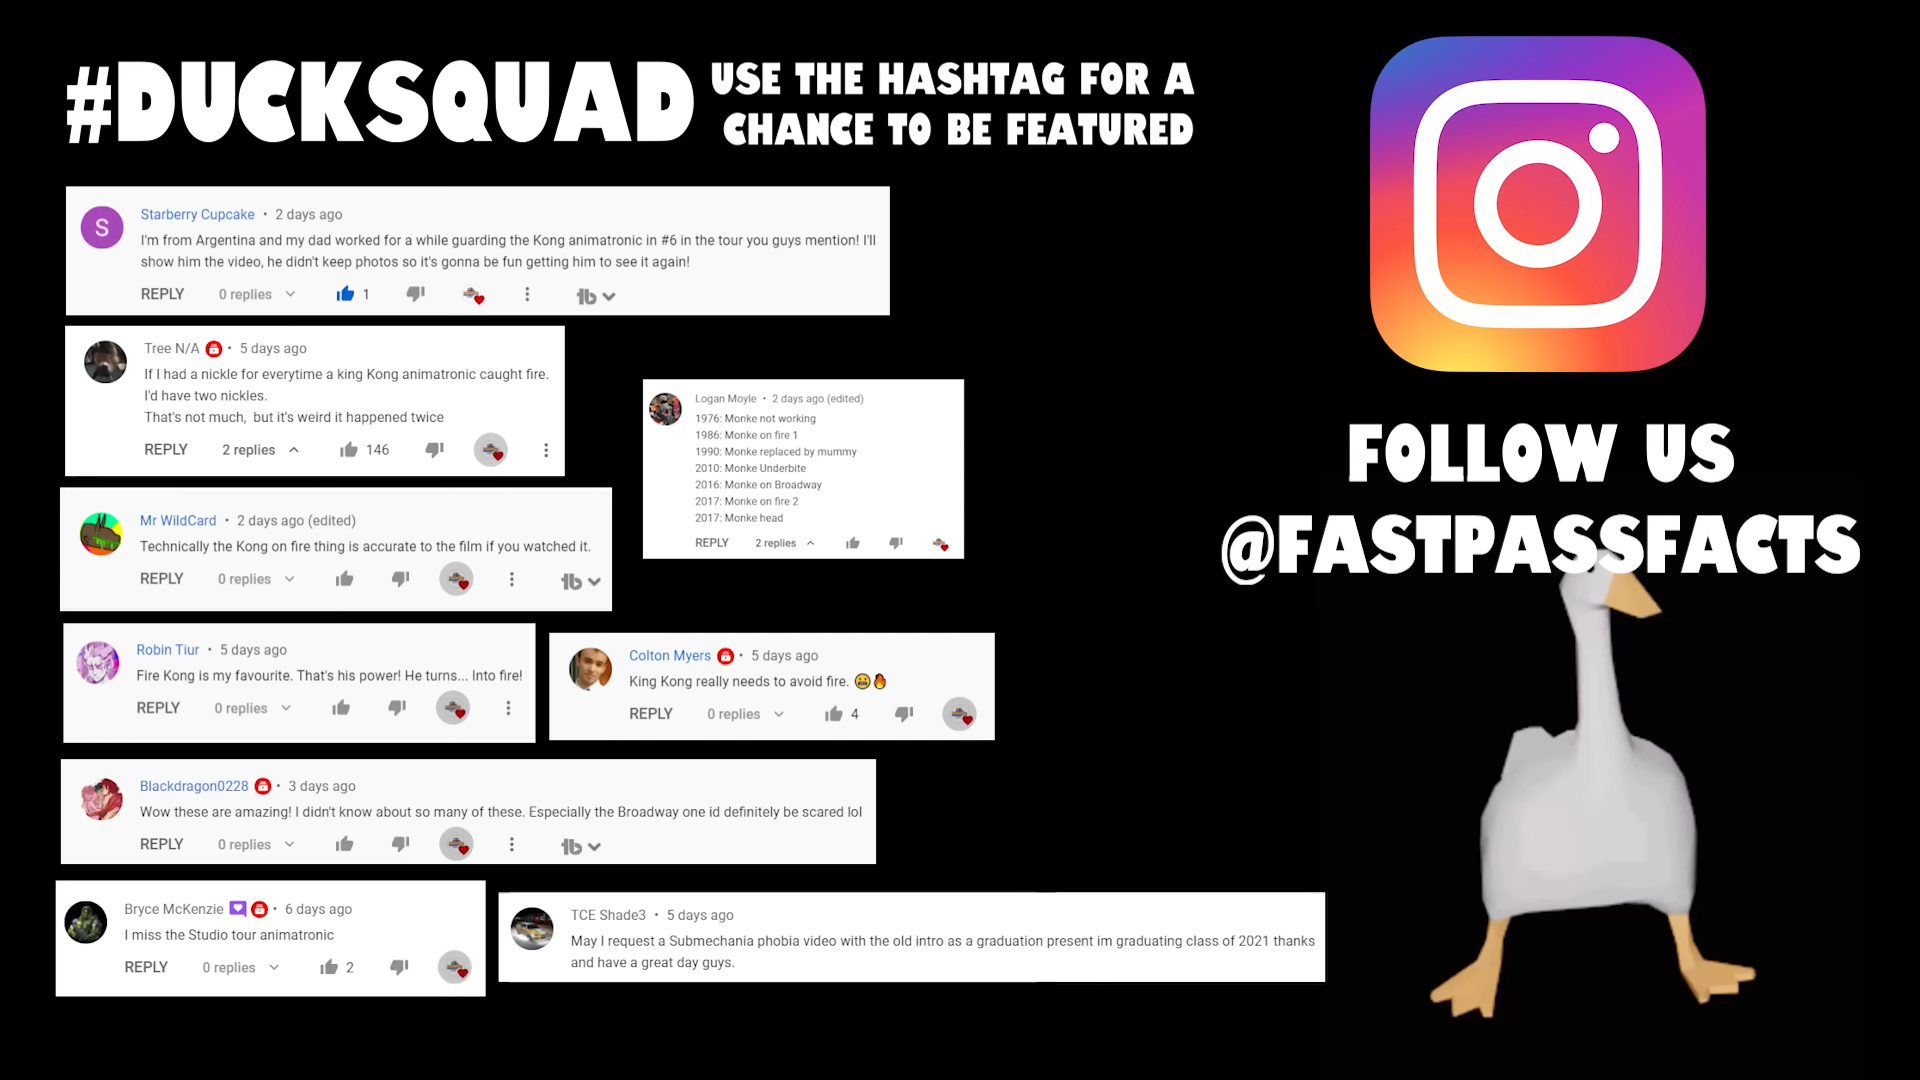 #DUCKSQUAD
USE THE HASHTAG FOR A
CHANCE TO BE FEATURED
S
Starberry Cupcake • 2 days ago
I'm from Argentina and my dad worked for a while guarding the Kong animatronic in #6 in the tour you guys mention! I'll
show him the video, he didn't keep photos so it's gonna be fun getting him to see it again!
REPLY 0 replies 1
Tree N/A • 5 days ago
If I had a nickle for everytime a king Kong animatronic caught fire.
I'd have two nickles.
That's not much, but it's weird it happened twice
REPLY 2 replies 146
Logan Moyle • 2 days ago (edited)
1976: Monke not working
1986: Monke on fire 1
1990: Monke replaced by mummy
2010: Monke Underbite
2016: Monke on Broadway
2017: Monke on fire 2
2017: Monke head
REPLY 2 replies
Mr WildCard • 2 days ago (edited)
Technically the Kong on fire thing is accurate to the film if you watched it.
REPLY 0 replies
Robin Tiur • 5 days ago
Fire Kong is my favourite. That's his power! He turns... Into fire!
REPLY 0 replies
Colton Myers • 5 days ago
King Kong really needs to avoid fire. 😬🔥
REPLY 0 replies 4
Blackdragon0228 • 3 days ago
Wow these are amazing! I didn't know about so many of these. Especially the Broadway one id definitely be scared lol
REPLY 0 replies
Bryce McKenzie • 6 days ago
I miss the Studio tour animatronic
REPLY 0 replies 2
TCE Shade3 • 5 days ago
May I request a Submechania phobia video with the old intro as a graduation present im graduating class of 2021 thanks
and have a great day guys.
FOLLOW US
@FASTPASSFACTS